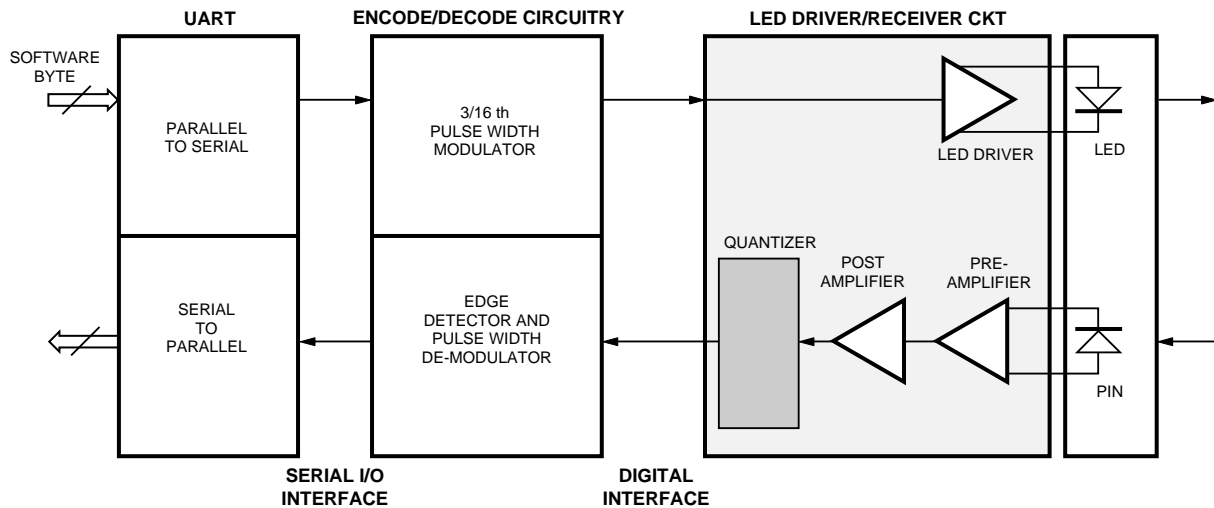 UART
ENCODE/DECODE CIRCUITRY
LED DRIVER/RECEIVER CKT
SOFTWARE
BYTE
PARALLEL
TO SERIAL
3/16 th
PULSE WIDTH
MODULATOR
LED DRIVER
LED
QUANTIZER
POST
AMPLIFIER
PRE-
AMPLIFIER
SERIAL
TO
PARALLEL
EDGE
DETECTOR AND
PULSE WIDTH
DE-MODULATOR
PIN
SERIAL I/O
INTERFACE
DIGITAL
INTERFACE